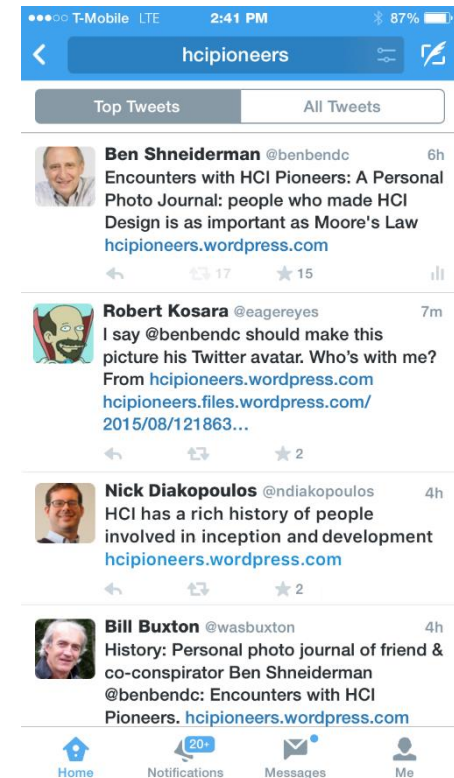 T-Mobile LTE 2:41 PM 87%
hcipioneers
Top Tweets All Tweets
Ben Shneiderman @benbendc 6h
Encounters with HCI Pioneers: A Personal
Photo Journal: people who made HCI
Design is as important as Moore's Law
hcipioneers.wordpress.com
17 15
Robert Kosara @eagereyes 7m
I say @benbendc should make this
picture his Twitter avatar. Who's with me?
From hcipioneers.wordpress.com
hcipioneers.files.wordpress.com/
2015/08/121863...
2
Nick Diakopoulos @ndiakopoulos 4h
HCI has a rich history of people
involved in inception and development
hcipioneers.wordpress.com
2
Bill Buxton @wasbuxton 4h
History: Personal photo journal of friend &
co-conspirator Ben Shneiderman
@benbendc: Encounters with HCI
Pioneers. hcipioneers.wordpress.com
20+
Home Notifications Messages Me